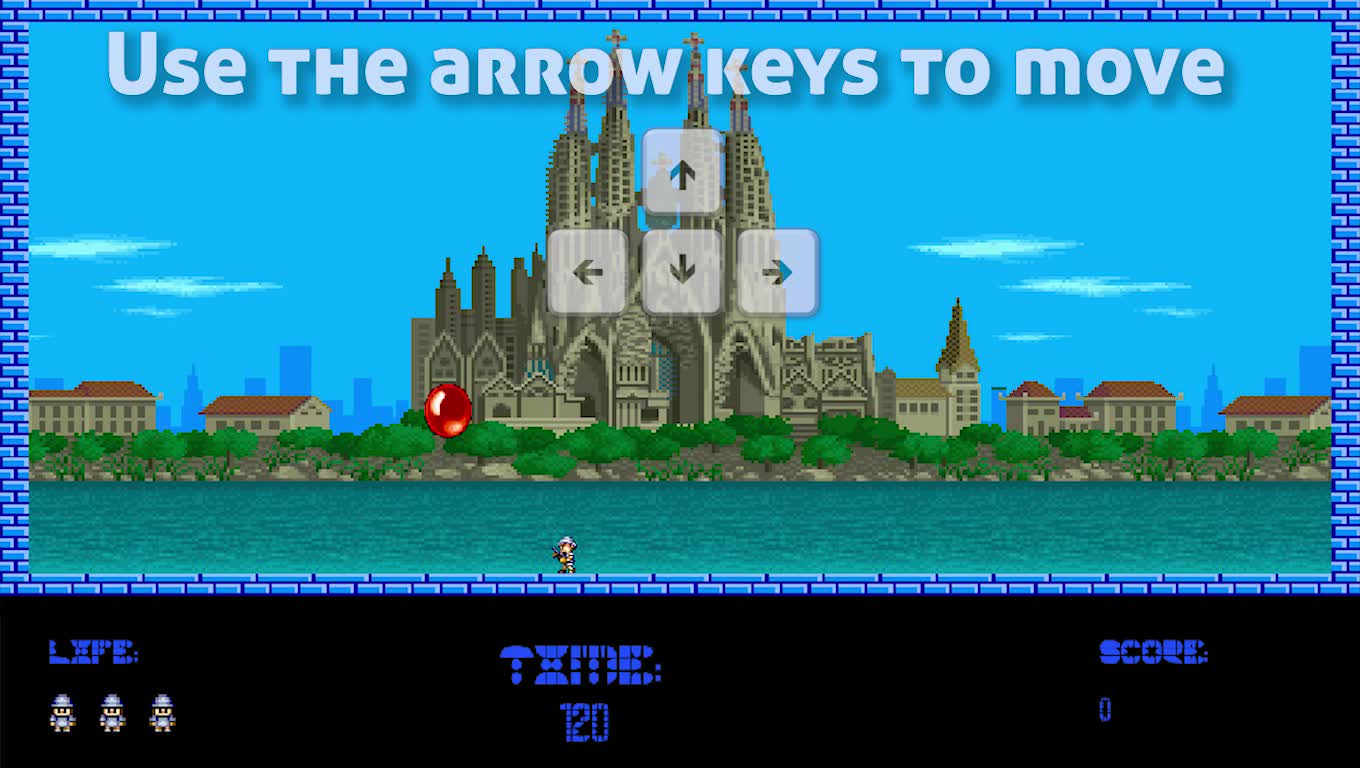 Use the arrow keys to move
↑
← ↓ →
LIFE:
TIME:
SCORE:
120
0